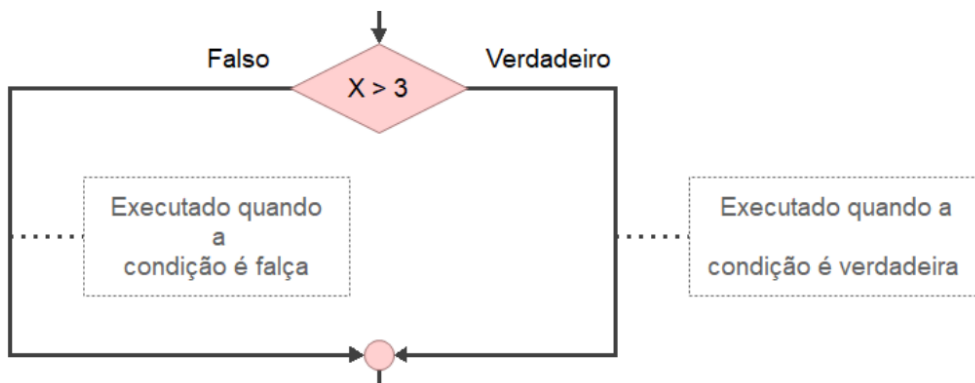 Falso
Verdadeiro
X > 3
Executado quando
a
condição é falça
Executado quando a
condição é verdadeira